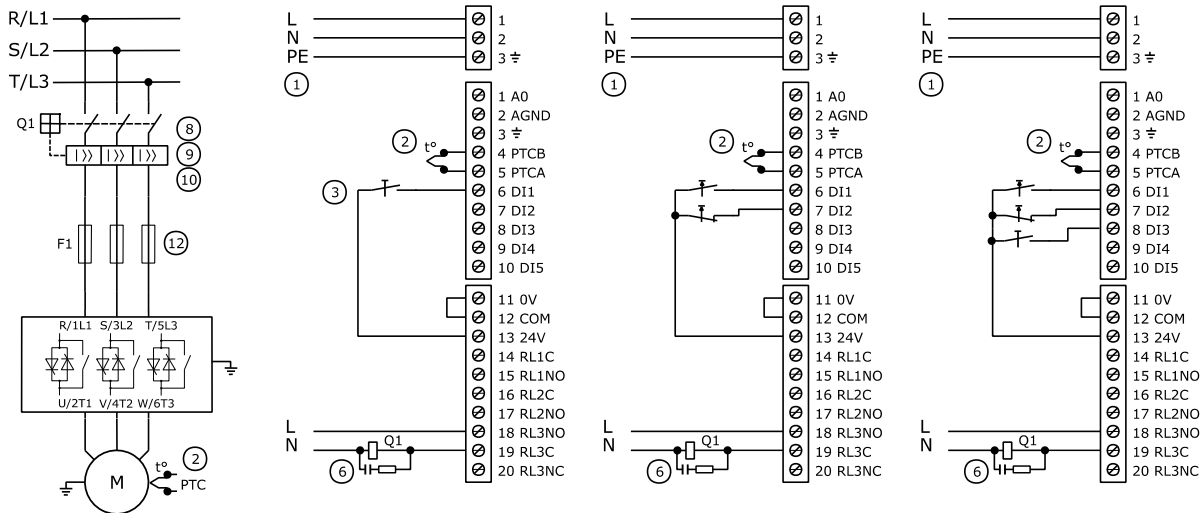 R/L1
S/L2
T/L3
Q1
8
9
10
I >>
I >>
I >>
F1
12
R/1L1 S/3L2 T/5L3
U/2T1 V/4T2 W/6T3
M
t°
2
PTC
L
N
PE
1
2
3
1
1 A0
2 AGND
3
4 PTCB
5 PTCA
6 DI1
7 DI2
8 DI3
9 DI4
10 DI5
2
t°
3
11 0V
12 COM
13 24V
14 RL1C
15 RL1NO
16 RL2C
17 RL2NO
18 RL3NO
19 RL3C
20 RL3NC
L
N
Q1
6
L
N
PE
1
2
3
1
1 A0
2 AGND
3
4 PTCB
5 PTCA
6 DI1
7 DI2
8 DI3
9 DI4
10 DI5
2
t°
11 0V
12 COM
13 24V
14 RL1C
15 RL1NO
16 RL2C
17 RL2NO
18 RL3NO
19 RL3C
20 RL3NC
L
N
Q1
6
L
N
PE
1
2
3
1
1 A0
2 AGND
3
4 PTCB
5 PTCA
6 DI1
7 DI2
8 DI3
9 DI4
10 DI5
2
t°
11 0V
12 COM
13 24V
14 RL1C
15 RL1NO
16 RL2C
17 RL2NO
18 RL3NO
19 RL3C
20 RL3NC
L
N
Q1
6